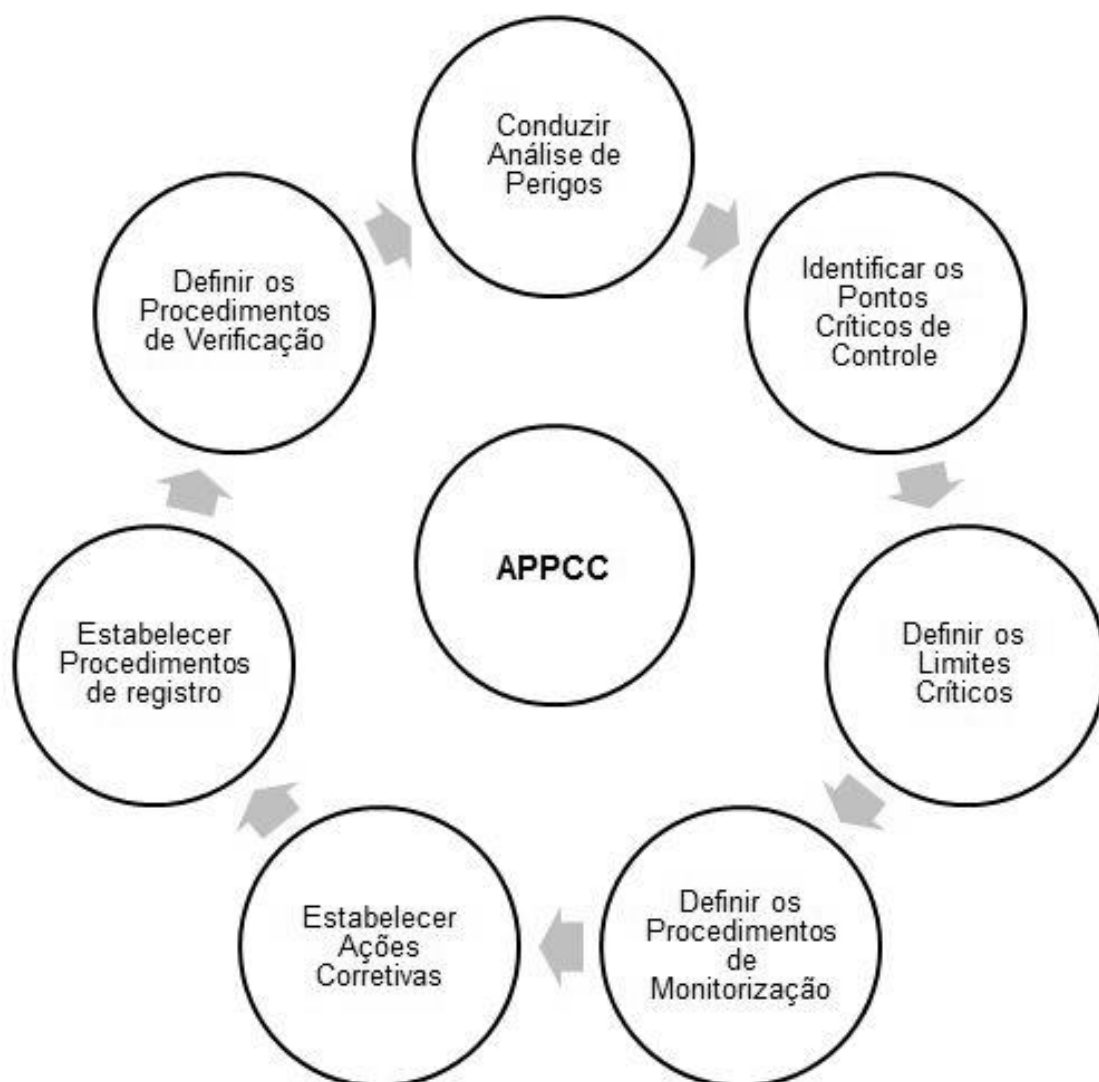 Conduzir
Análise de
Perigos
Identificar os
Pontos
Críticos de
Controle
Definir os
Limites
Críticos
Definir os
Procedimentos
de
Monitorização
Estabelecer
Ações
Corretivas
Estabelecer
Procedimentos
de registro
Definir os
Procedimentos
de Verificação
APPCC